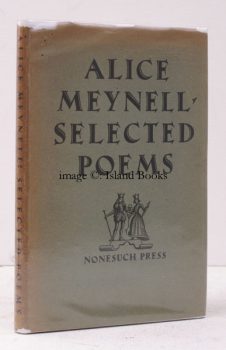 ALICE
MEYNELL·
SELECTED
POEMS
image ©: Island Books
NONESUCH PRESS
ALICE MEYNELL: SELECTED POEMS